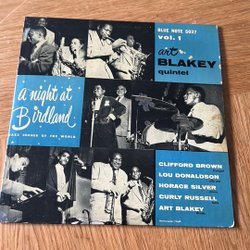 BLUE NOTE 5037
vol. 1
art
BLAKEY
quintet
a night at
Birdland
JAZZ CORNER OF THE WORLD
CLIFFORD BROWN
LOU DONALDSON
HORACE SILVER
CURLY RUSSELL
ART BLAKEY